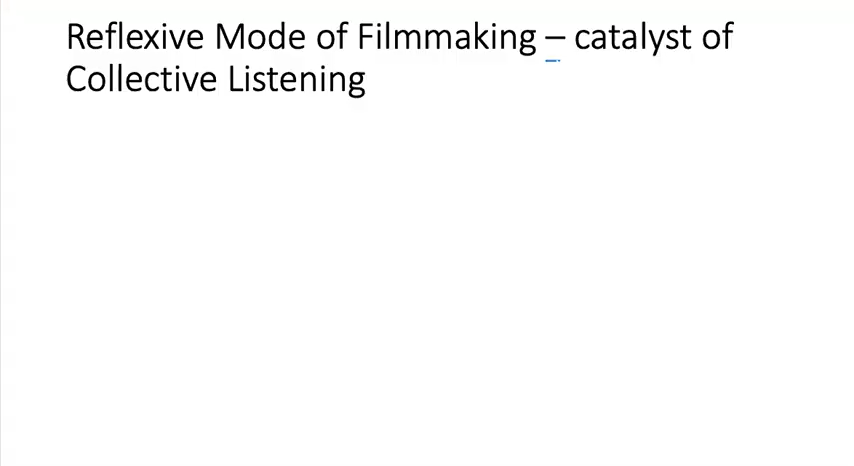 Reflexive Mode of Filmmaking – catalyst of
Collective Listening